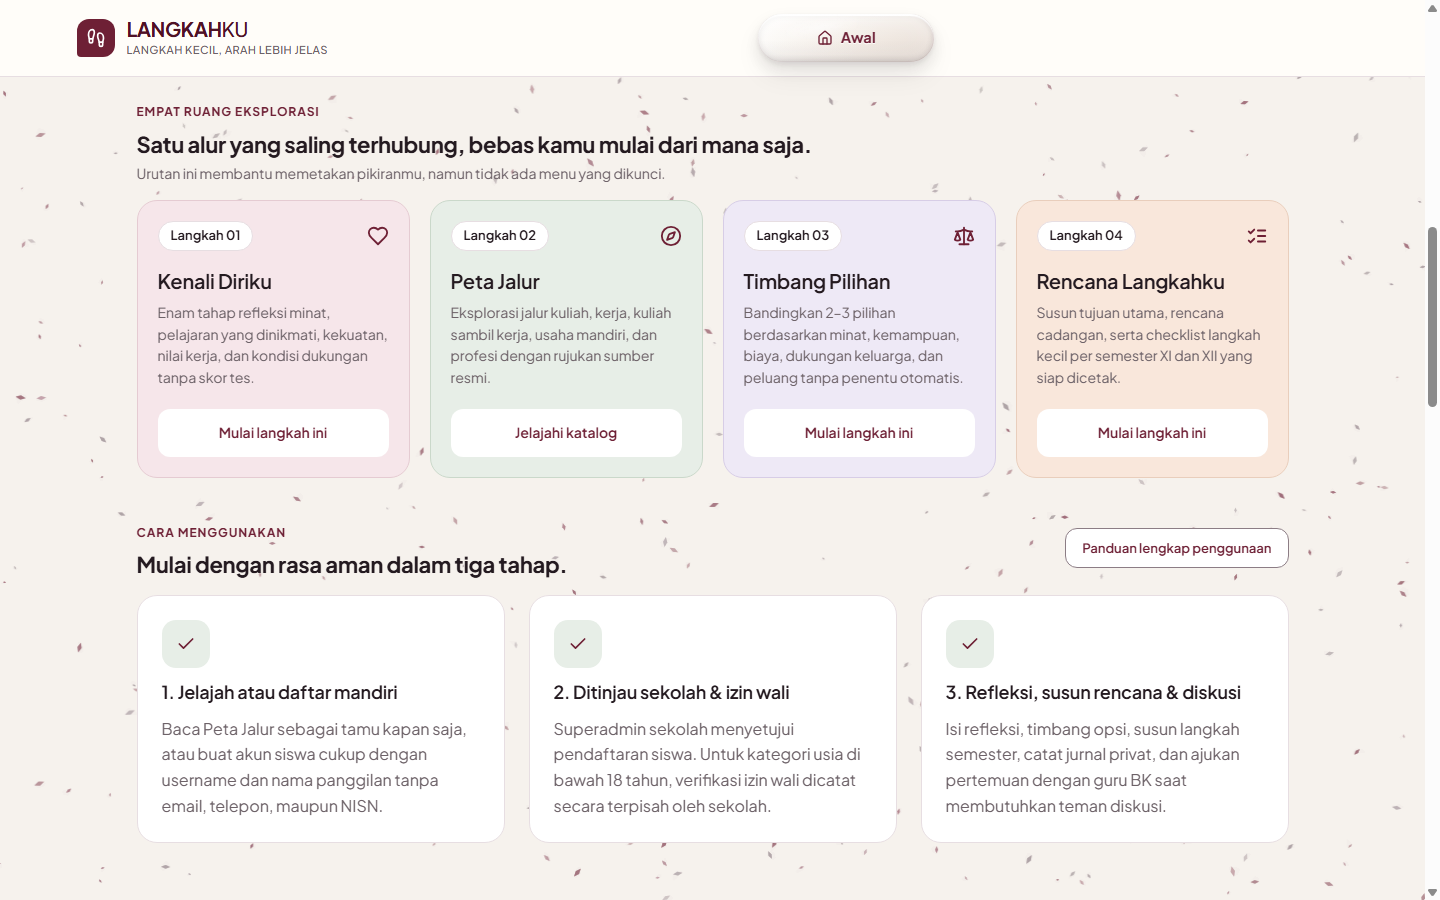 LANGKAHKU
LANGKAH KECIL, ARAH LEBIH JELAS
Awal
EMPAT RUANG EKSPLORASI
Satu alur yang saling terhubung, bebas kamu mulai dari mana saja.
Urutan ini membantu memetakan pikiranmu, namun tidak ada menu yang dikunci.
Langkah 01
Kenali Diriku
Enam tahap refleksi minat,
pelajaran yang dinikmati, kekuatan,
nilai kerja, dan kondisi dukungan
tanpa skor tes.
Mulai langkah ini
Langkah 02
Peta Jalur
Eksplorasi jalur kuliah, kerja, kuliah
sambil kerja, usaha mandiri, dan
profesi dengan rujukan sumber
resmi.
Jelajahi katalog
Langkah 03
Timbang Pilihan
Bandingkan 2–3 pilihan
berdasarkan minat, kemampuan,
biaya, dukungan keluarga, dan
peluang tanpa penentu otomatis.
Mulai langkah ini
Langkah 04
Rencana Langkahku
Susun tujuan utama, rencana
cadangan, serta checklist langkah
kecil per semester XI dan XII yang
siap dicetak.
Mulai langkah ini
CARA MENGGUNAKAN
Mulai dengan rasa aman dalam tiga tahap.
Panduan lengkap penggunaan
1. Jelajah atau daftar mandiri
Baca Peta Jalur sebagai tamu kapan saja,
atau buat akun siswa cukup dengan
username dan nama panggilan tanpa
email, telepon, maupun NISN.
2. Ditinjau sekolah & izin wali
Superadmin sekolah menyetujui
pendaftaran siswa. Untuk kategori usia di
bawah 18 tahun, verifikasi izin wali dicatat
secara terpisah oleh sekolah.
3. Refleksi, susun rencana & diskusi
Isi refleksi, timbang opsi, susun langkah
semester, catat jurnal privat, dan ajukan
pertemuan dengan guru BK saat
membutuhkan teman diskusi.